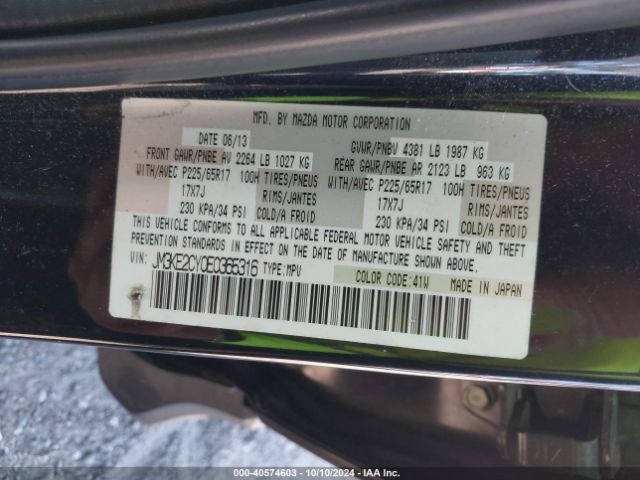 MFD. BY MAZDA MOTOR CORPORATION
DATE 06/13 GVWR/PNBV 4381 LB 1987 KG
FRONT GAWR/PNBE AV 2264 LB 1027 KG REAR GAWR/PNBE AR 2123 LB 963 KG
WITH/AVEC P225/65R17 100H TIRES/PNEUS WITH/AVEC P225/65R17 100H TIRES/PNEUS
17X7J RIMS/JANTES 17X7J RIMS/JANTES
230 KPA/34 PSI COLD/A FROID 230 KPA/34 PSI COLD/A FROID
THIS VEHICLE CONFORMS TO ALL APPLICABLE FEDERAL MOTOR VEHICLE SAFETY AND THEFT
PREVENTION STANDARDS IN EFFECT ON THE DATE OF MANUFACTURE SHOWN ABOVE.
VIN: JM3KE2CY0E0365316 TYPE:MPV COLOR CODE:41W MADE IN JAPAN
000-40574603 - 10/10/2024 - IAA Inc.